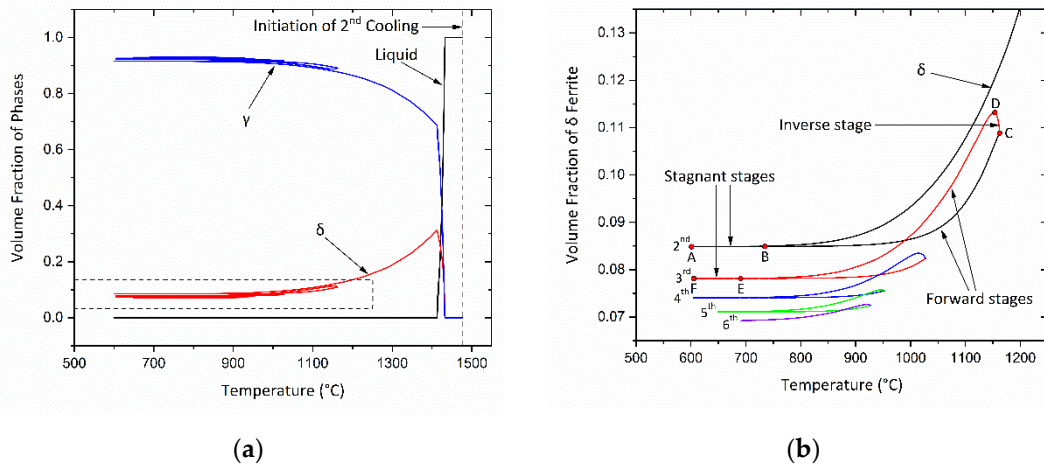 Initiation of 2nd Cooling
Liquid
γ
δ
Volume Fraction of Phases
1.0
0.8
0.6
0.4
0.2
0.0
500
700
900
1100
1300
1500
Temperature (°C)
(a)
0.13
0.12
0.11
0.10
0.09
0.08
0.07
Volume Fraction of δ Ferrite
δ
D
Inverse stage
C
Stagnant stages
2nd
A
B
3rd
F
E
4th
5th
6th
Forward stages
500
600
700
800
900
1000
1100
1200
Temperature (°C)
(b)